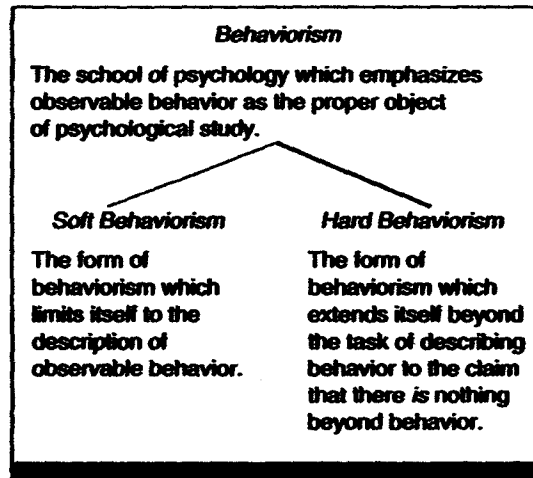 Behaviorism
The school of psychology which emphasizes
observable behavior as the proper object
of psychological study.
Soft Behaviorism
The form of
behaviorism which
limits itself to the
description of
observable behavior.
Hard Behaviorism
The form of
behaviorism which
extends itself beyond
the task of describing
behavior to the claim
that there is nothing
beyond behavior.